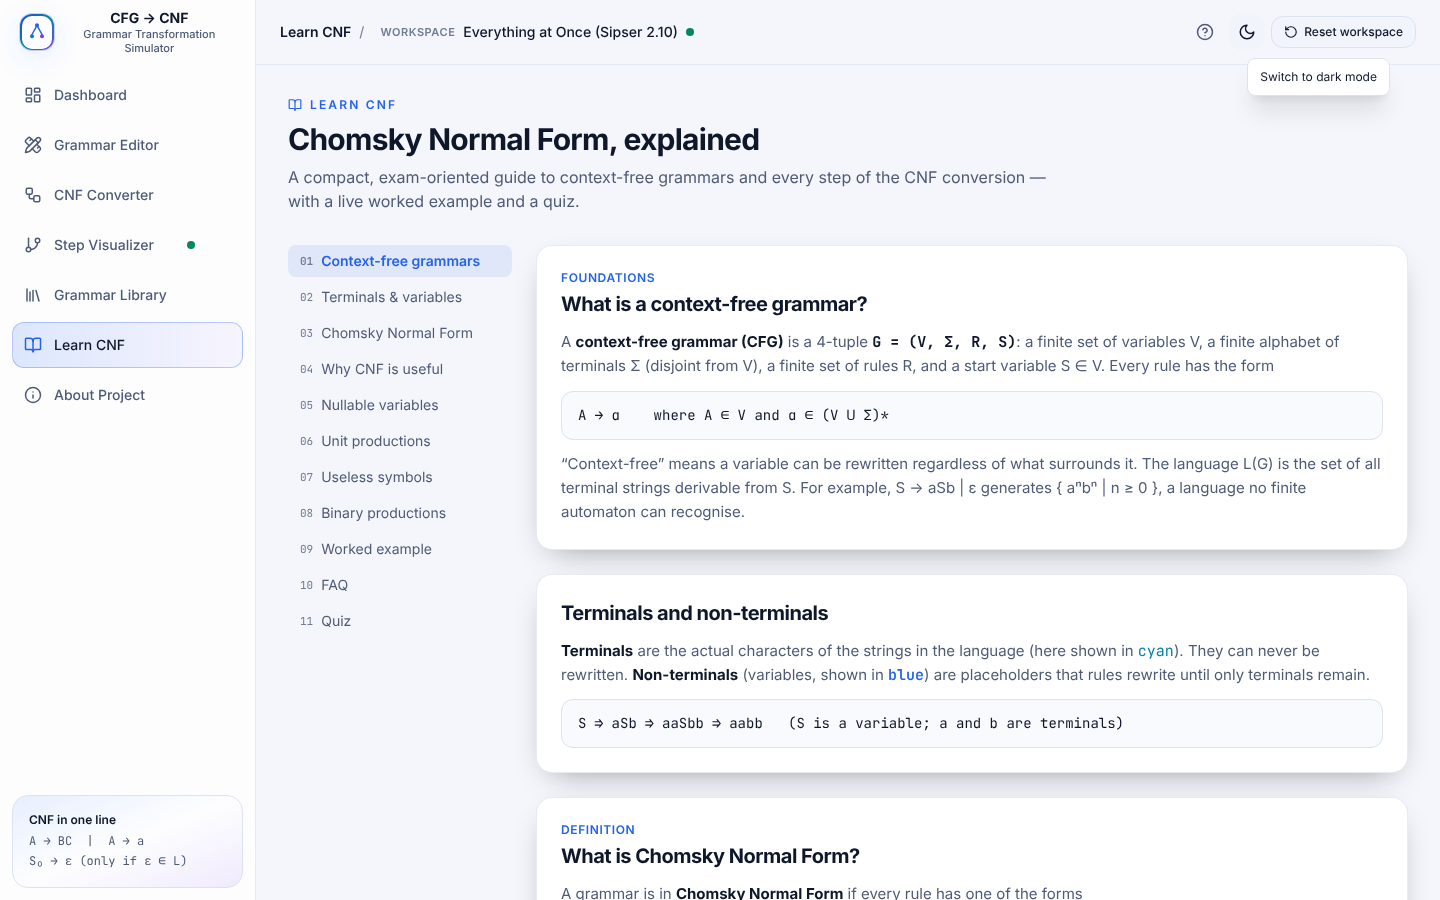 CFG → CNF
Grammar Transformation
Simulator
Dashboard
Grammar Editor
CNF Converter
Step Visualizer
Grammar Library
Learn CNF
About Project
CNF in one line
A → BC | A → a
S₀ → ε (only if ε ∈ L)
Learn CNF / WORKSPACE Everything at Once (Sipser 2.10)
Reset workspace
Switch to dark mode
LEARN CNF
Chomsky Normal Form, explained
A compact, exam-oriented guide to context-free grammars and every step of the CNF conversion —
with a live worked example and a quiz.
01 Context-free grammars
02 Terminals & variables
03 Chomsky Normal Form
04 Why CNF is useful
05 Nullable variables
06 Unit productions
07 Useless symbols
08 Binary productions
09 Worked example
10 FAQ
11 Quiz
FOUNDATIONS
What is a context-free grammar?
A context-free grammar (CFG) is a 4-tuple G = (V, Σ, R, S): a finite set of variables V, a finite alphabet of
terminals Σ (disjoint from V), a finite set of rules R, and a start variable S ∈ V. Every rule has the form
A → α where A ∈ V and α ∈ (V ∪ Σ)*
“Context-free” means a variable can be rewritten regardless of what surrounds it. The language L(G) is the set of all
terminal strings derivable from S. For example, S → aSb | ε generates { aⁿbⁿ | n ≥ 0 }, a language no finite
automaton can recognise.
Terminals and non-terminals
Terminals are the actual characters of the strings in the language (here shown in cyan). They can never be
rewritten. Non-terminals (variables, shown in blue) are placeholders that rules rewrite until only terminals remain.
S ⇒ aSb ⇒ aaSbb ⇒ aabb (S is a variable; a and b are terminals)
DEFINITION
What is Chomsky Normal Form?
A grammar is in Chomsky Normal Form if every rule has one of the forms